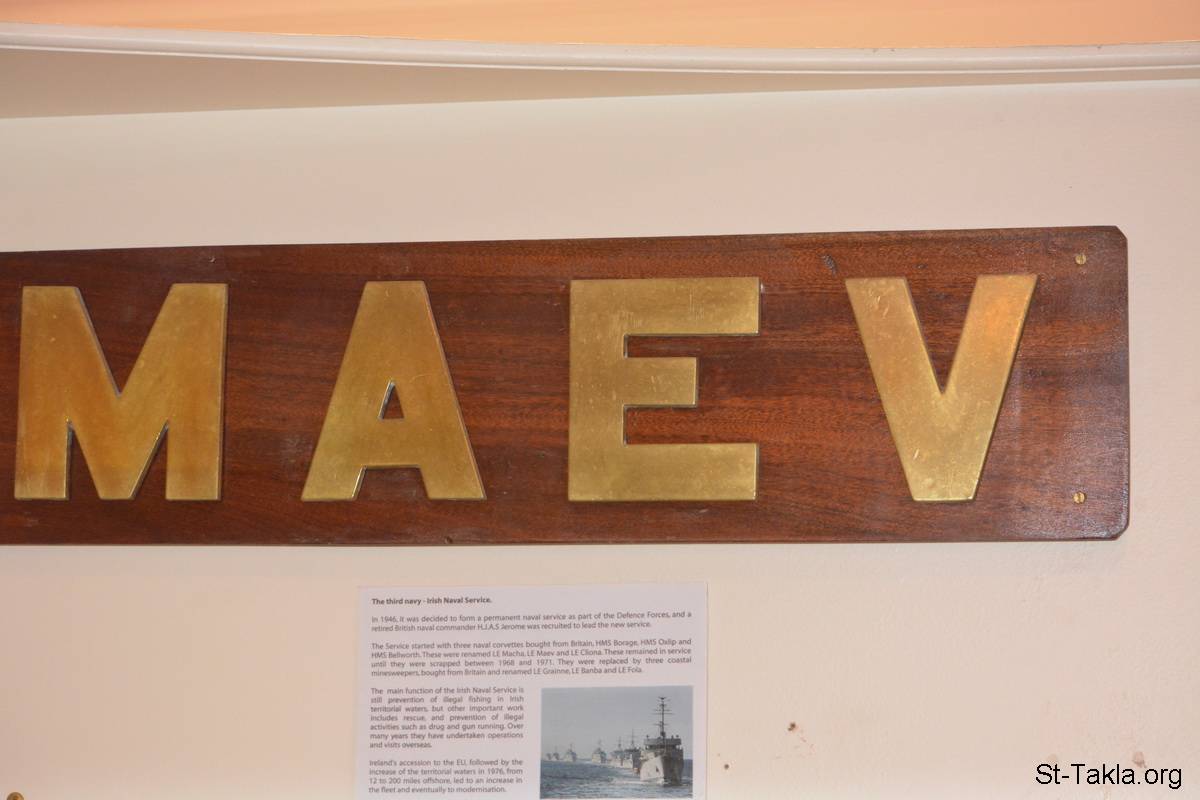 MAEV
The third navy - Irish Naval Service.
In 1946, it was decided to form a permanent naval service as part of the Defence Forces, and a
retired British naval commander H.J.A.S Jerome was recruited to lead the new service.
The Service started with three naval corvettes bought from Britain, HMS Borage, HMS Oxlip and
HMS Bellworth. These were renamed LE Macha, LE Maev and LE Cliona. These remained in service
until they were scrapped between 1968 and 1971. They were replaced by three coastal
minesweepers, bought from Britain and renamed LE Grainne, LE Banba and LE Fola.
The main function of the Irish Naval Service is
still prevention of illegal fishing in Irish
territorial waters, but other important work
includes rescue, and prevention of illegal
activities such as drug and gun running. Over
many years they have undertaken operations
and visits overseas.
Ireland's accession to the EU, followed by the
increase of the territorial waters in 1976, from
12 to 200 miles offshore, led to an increase in
the fleet and eventually to modernisation.
St-Takla.org